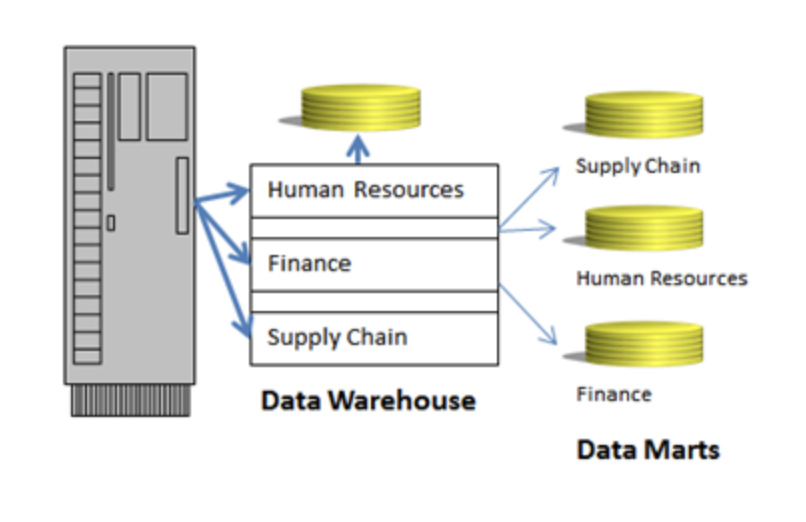 Human Resources
Finance
Supply Chain
Data Warehouse
Supply Chain
Human Resources
Finance
Data Marts